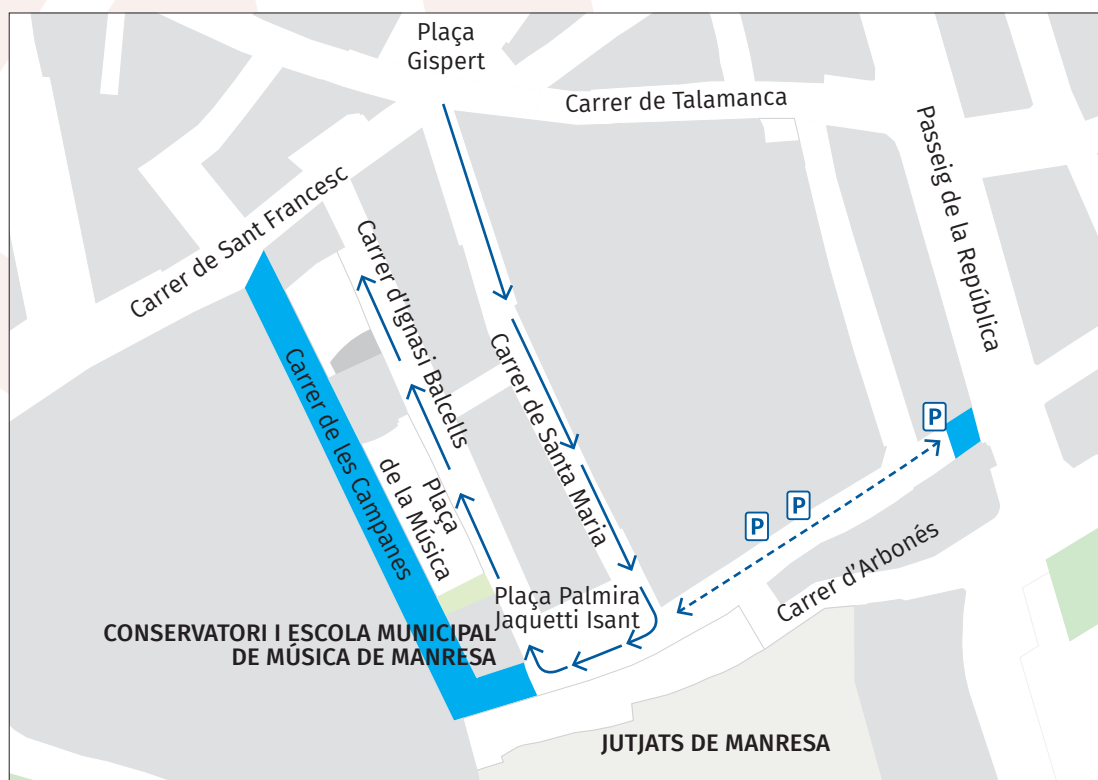 Plaça
Gispert
Carrer de Talamanca
Passeig de la República
Carrer de Sant Francesc
Carrer d'Ignasi Balcells
Carrer de Santa Maria
Carrer de les Campanes
Plaça
de la Música
P
P
P
Carrer d'Arbonés
Plaça Palmira
Jaquetti Isant
CONSERVATORI I ESCOLA MUNICIPAL
DE MÚSICA DE MANRESA
JUTJATS DE MANRESA